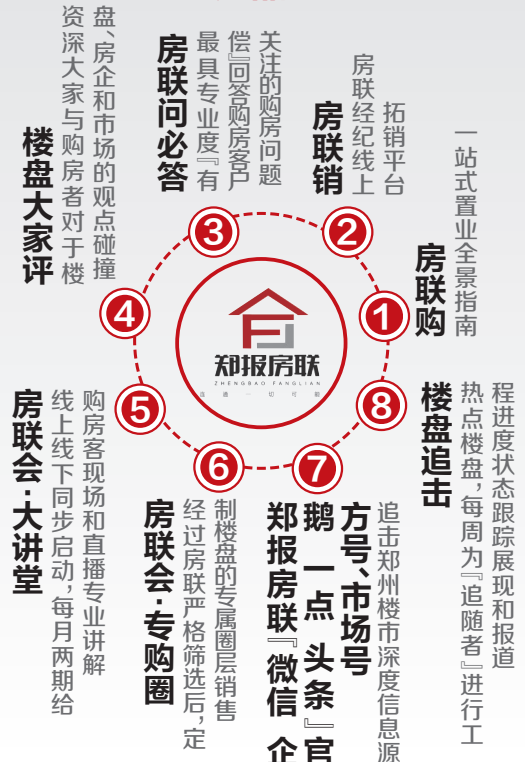 1
房联购
一站式置业全景指南
2
房联销
房联经纪线上
拓销平台
3
房联问必答
最具专业度『有
偿』回答购房客户
关注的购房问题
4
楼盘大家评
资深大家与购房者对于楼
盘、房企和市场的观点碰撞
5
房联会·大讲堂
线上线下同步启动,每月两期给
购房客现场和直播专业讲解
6
房联会·专购圈
经过房联严格筛选后,定
制楼盘的专属圈层销售
7
郑报房联『微信 企
鹅 一点 头条』官
方号、市场号
追击郑州楼市深度信息源
8
楼盘追击
热点楼盘,每周为『追随者』进行工
程进度状态跟踪展现和报道
郑报房联
ZHENGBAO FANGLIAN